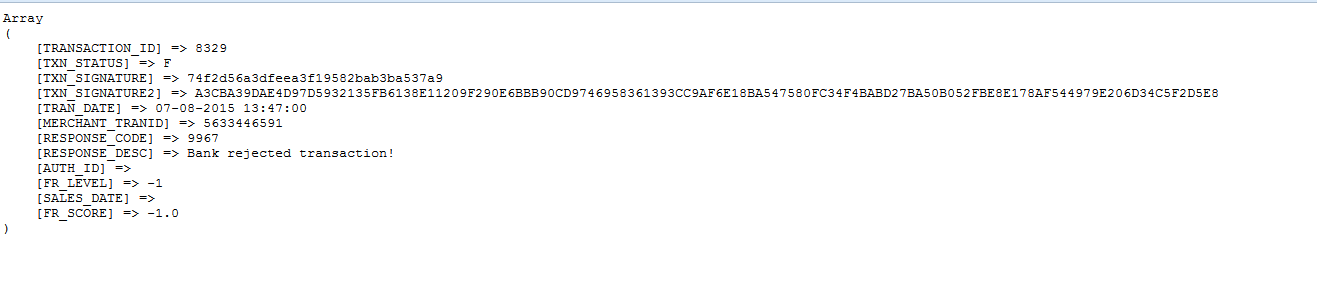 Array
(
[TRANSACTION_ID] => 8329
[TXN_STATUS] => F
[TXN_SIGNATURE] => 74f2d56a3dfeea3f19582bab3ba537a9
[TXN_SIGNATURE2] => A3CBA39DAE4D97D5932135FB6138E11209F290E6BBB90CD9746958361393CC9AF6E18BA547580FC34F4BABD27BA50B052FBE8E178AF544979E206D34C5F2D5E8
[TRAN_DATE] => 07-08-2015 13:47:00
[MERCHANT_TRANID] => 5633446591
[RESPONSE_CODE] => 9967
[RESPONSE_DESC] => Bank rejected transaction!
[AUTH_ID] =>
[FR_LEVEL] => -1
[SALES_DATE] =>
[FR_SCORE] => -1.0
)